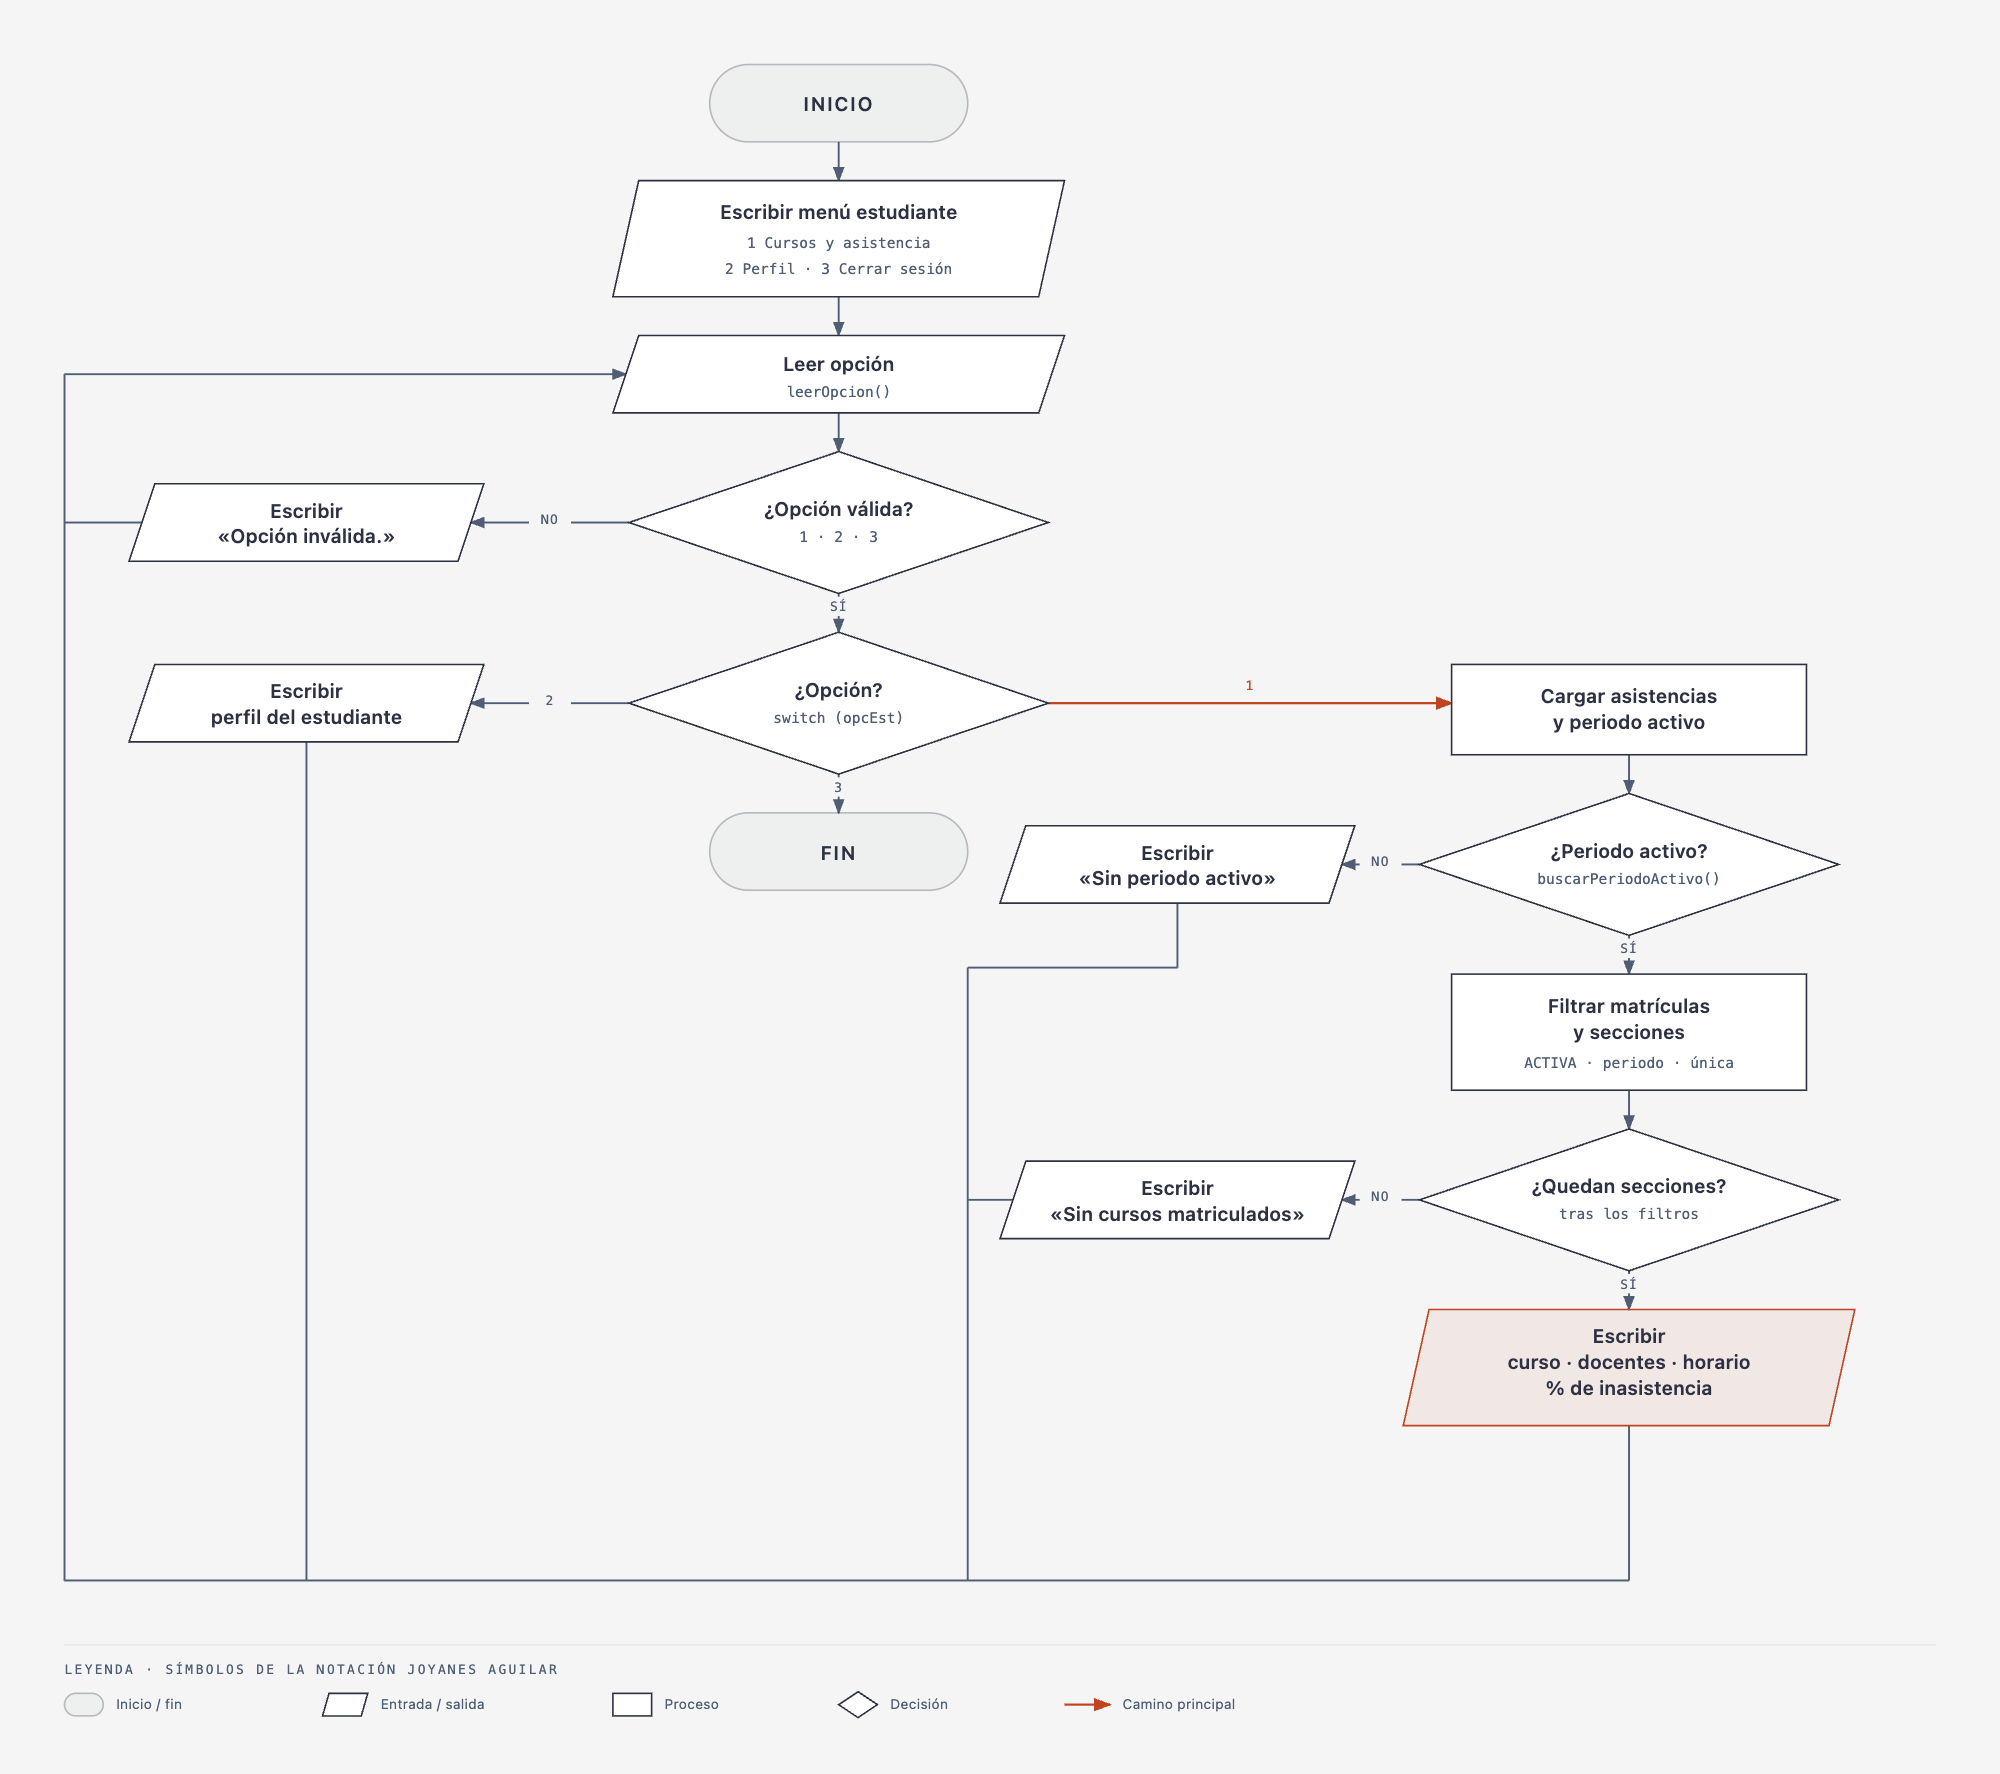 INICIO
Escribir menú estudiante
1 Cursos y asistencia
2 Perfil · 3 Cerrar sesión
Leer opción
leerOpcion()
¿Opción válida?
1 · 2 · 3
NO
Escribir
«Opción inválida.»
SÍ
¿Opción?
switch (opcEst)
2
Escribir
perfil del estudiante
1
Cargar asistencias
y periodo activo
3
FIN
¿Periodo activo?
buscarPeriodoActivo()
NO
Escribir
«Sin periodo activo»
SÍ
Filtrar matrículas
y secciones
ACTIVA · periodo · única
¿Quedan secciones?
tras los filtros
NO
Escribir
«Sin cursos matriculados»
SÍ
Escribir
curso · docentes · horario
% de inasistencia
LEYENDA · SÍMBOLOS DE LA NOTACIÓN JOYANES AGUILAR
Inicio / fin
Entrada / salida
Proceso
Decisión
Camino principal